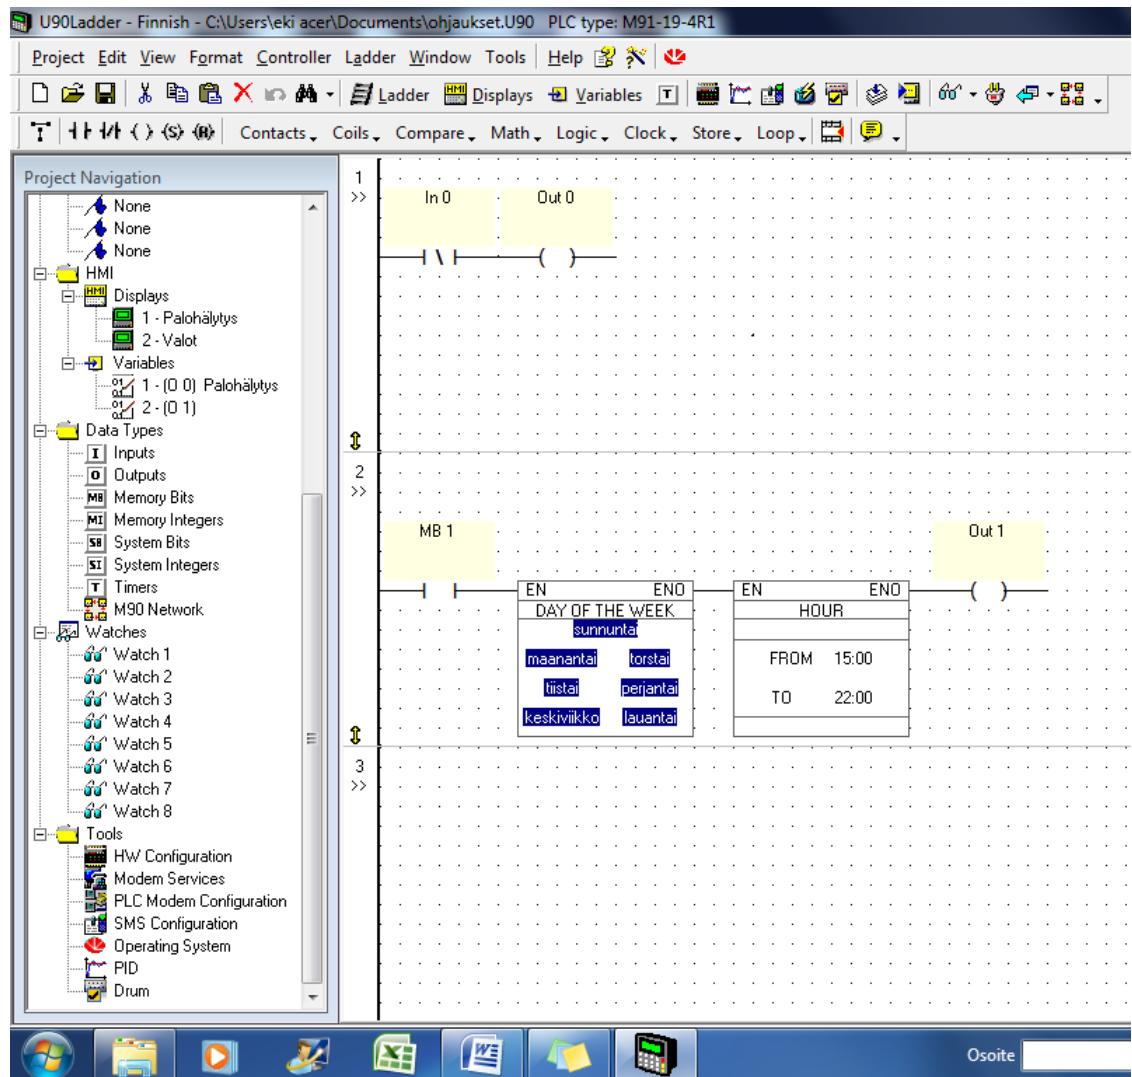 U90Ladder - Finnish - C:\Users\eki acer\Documents\ohjaukset.U90 PLC type: M91-19-4R1
Project Edit View Format Controller Ladder Window Tools Help
Ladder Displays Variables T
T (S) (R) Contacts Coils Compare Math Logic Clock Store Loop
Project Navigation
None
None
None
HMI
HMI Displays
1 - Palohälytys
2 - Valot
Variables
1 - (O 0) Palohälytys
2 - (O 1)
Data Types
I Inputs
O Outputs
MB Memory Bits
MI Memory Integers
SB System Bits
SI System Integers
T Timers
M90 Network
Watches
Watch 1
Watch 2
Watch 3
Watch 4
Watch 5
Watch 6
Watch 7
Watch 8
Tools
HW Configuration
Modem Services
PLC Modem Configuration
SMS Configuration
Operating System
PID
Drum
1
>>
In 0 Out 0
2
>>
MB 1 Out 1
EN ENO EN ENO
DAY OF THE WEEK HOUR
sunnuntai
maanantai torstai FROM 15:00
tiistai perjantai
TO 22:00
keskiviikko lauantai
3
>>
Osoite